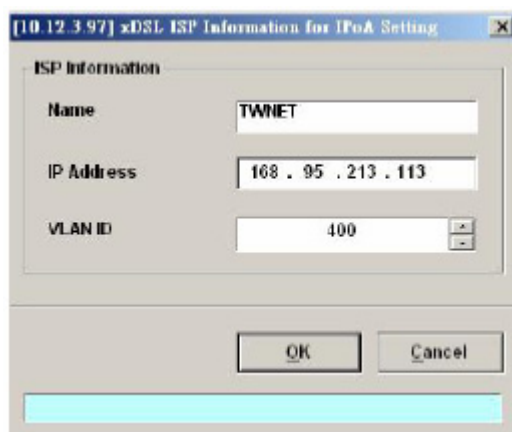 [10.12.3.97] xDSL ISP Information for IPoA Setting
ISP Information
Name TWNET
IP Address 168 . 95 . 213 . 113
VLAN ID 400
OK Cancel